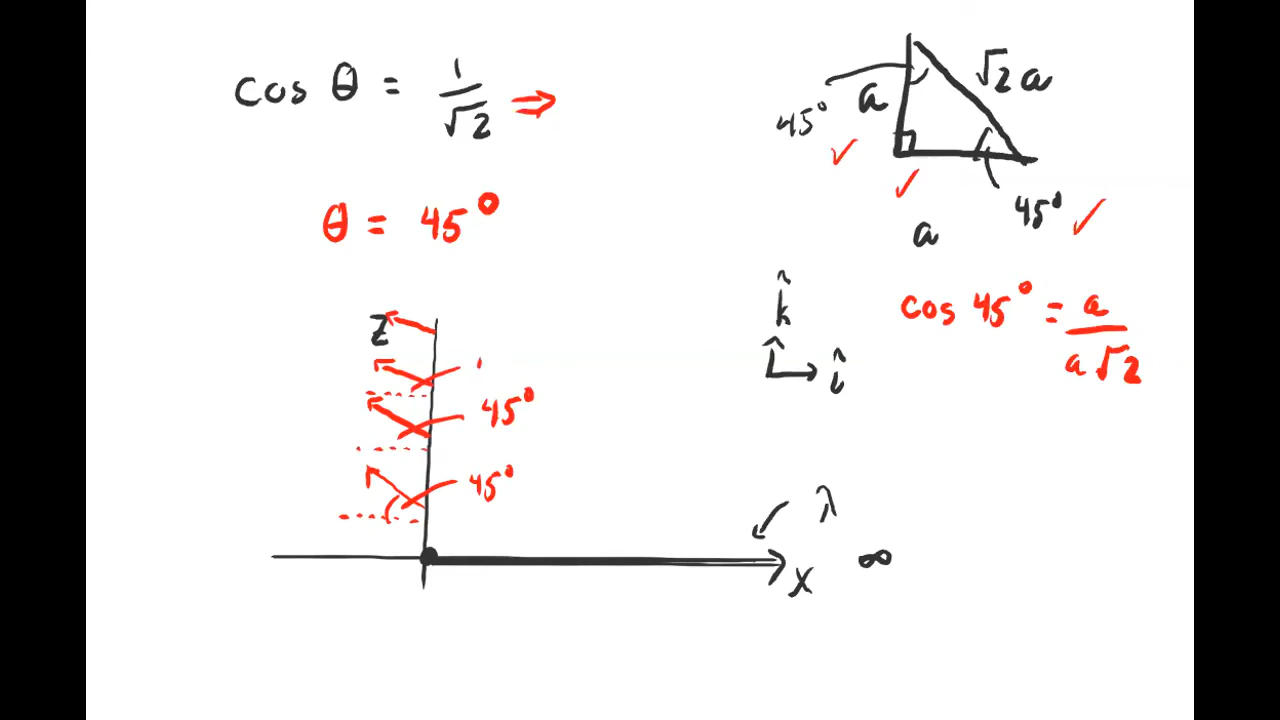 cos θ = 1/√2 ⇒
θ = 45°
45° ✓
a
√2 a
✓
45° ✓
a
cos 45° = a/a√2
k̂
î
z
45°
45°
λ
x
∞